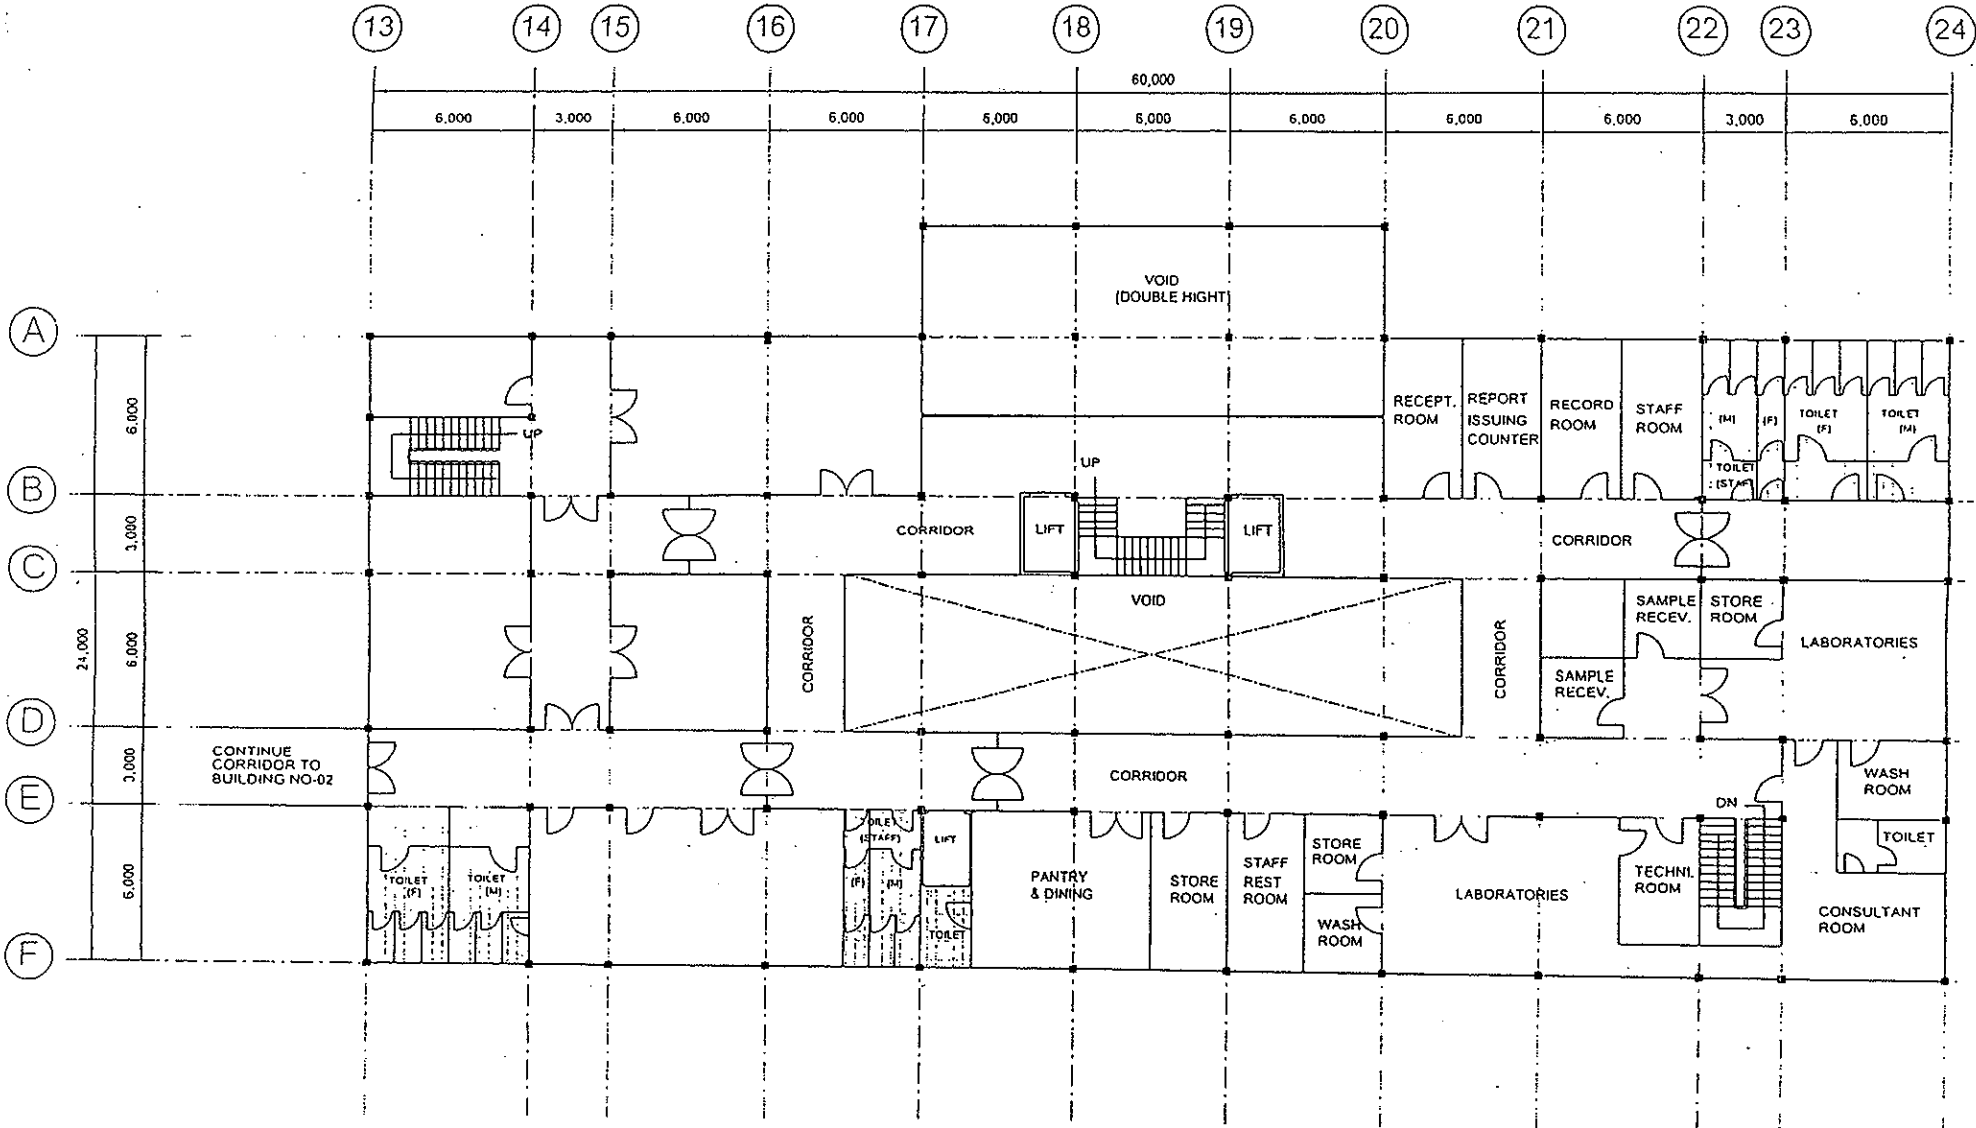 13 14 15 16 17 18 19 20 21 22 23 24
60,000
6,000 3,000 6,000 6,000 6,000 6,000 6,000 6,000 6,000 3,000 6,000
VOID
(DOUBLE HIGHT)
A
6,000
RECEPT.
ROOM
REPORT
ISSUING
COUNTER
RECORD
ROOM
STAFF
ROOM
(M)
(F)
TOILET
(F)
TOILET
(M)
TOILET
(STAF)
UP
UP
B
3,000
CORRIDOR
LIFT
LIFT
CORRIDOR
C
24,000
6,000
VOID
CORRIDOR
CORRIDOR
SAMPLE
RECEV.
STORE
ROOM
LABORATORIES
SAMPLE
RECEV.
D
CONTINUE
CORRIDOR TO
BUILDING NO-02
3,000
CORRIDOR
WASH
ROOM
E
DN
6,000
TOILET
(F)
TOILET
(M)
TOILET
(STAFF)
(F)
(M)
LIFT
TOILET
PANTRY
& DINING
STORE
ROOM
STAFF
REST
ROOM
STORE
ROOM
WASH
ROOM
LABORATORIES
TECHNI.
ROOM
TOILET
CONSULTANT
ROOM
F